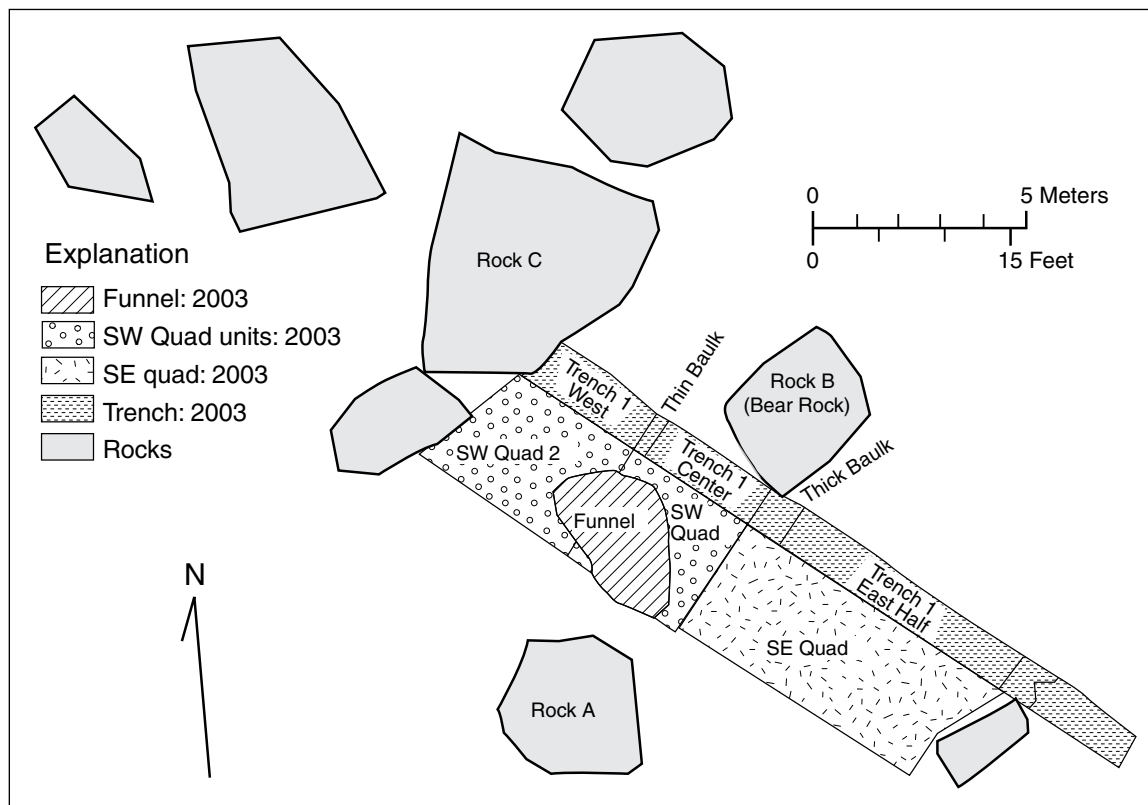 0 5 Meters
0 15 Feet
Rock C
Explanation
Funnel: 2003
SW Quad units: 2003
SE quad: 2003
Trench: 2003
Rocks
Trench 1
West
Thin Baulk
Rock B
(Bear Rock)
SW Quad 2
Trench 1
Center
Thick Baulk
Funnel
SW
Quad
N
Trench 1
East Half
SE Quad
Rock A